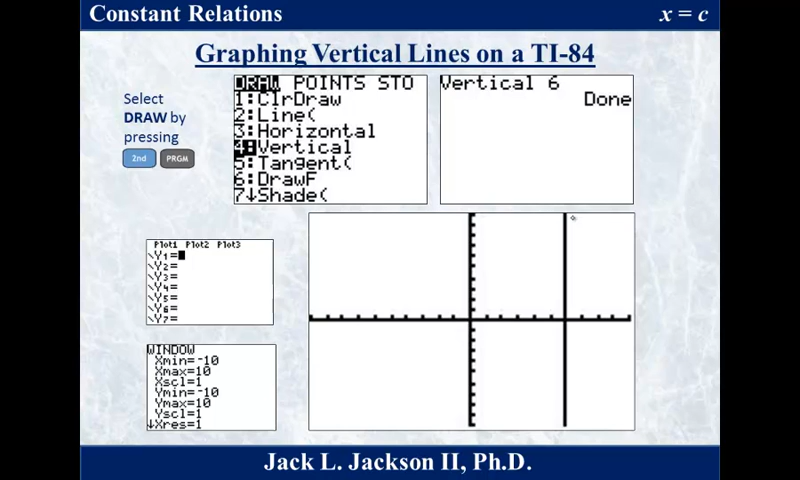 Constant Relations
x = c
Graphing Vertical Lines on a TI-84
Select
DRAW by
pressing
2nd PRGM
DRAW POINTS STO
1:ClrDraw
2:Line(
3:Horizontal
4:Vertical
5:Tangent(
6:DrawF
7↓Shade(
Vertical 6
Done
Plot1 Plot2 Plot3
\Y1=
\Y2=
\Y3=
\Y4=
\Y5=
\Y6=
\Y7=
WINDOW
Xmin=-10
Xmax=10
Xscl=1
Ymin=-10
Ymax=10
Yscl=1
↓Xres=1
Jack L. Jackson II, Ph.D.